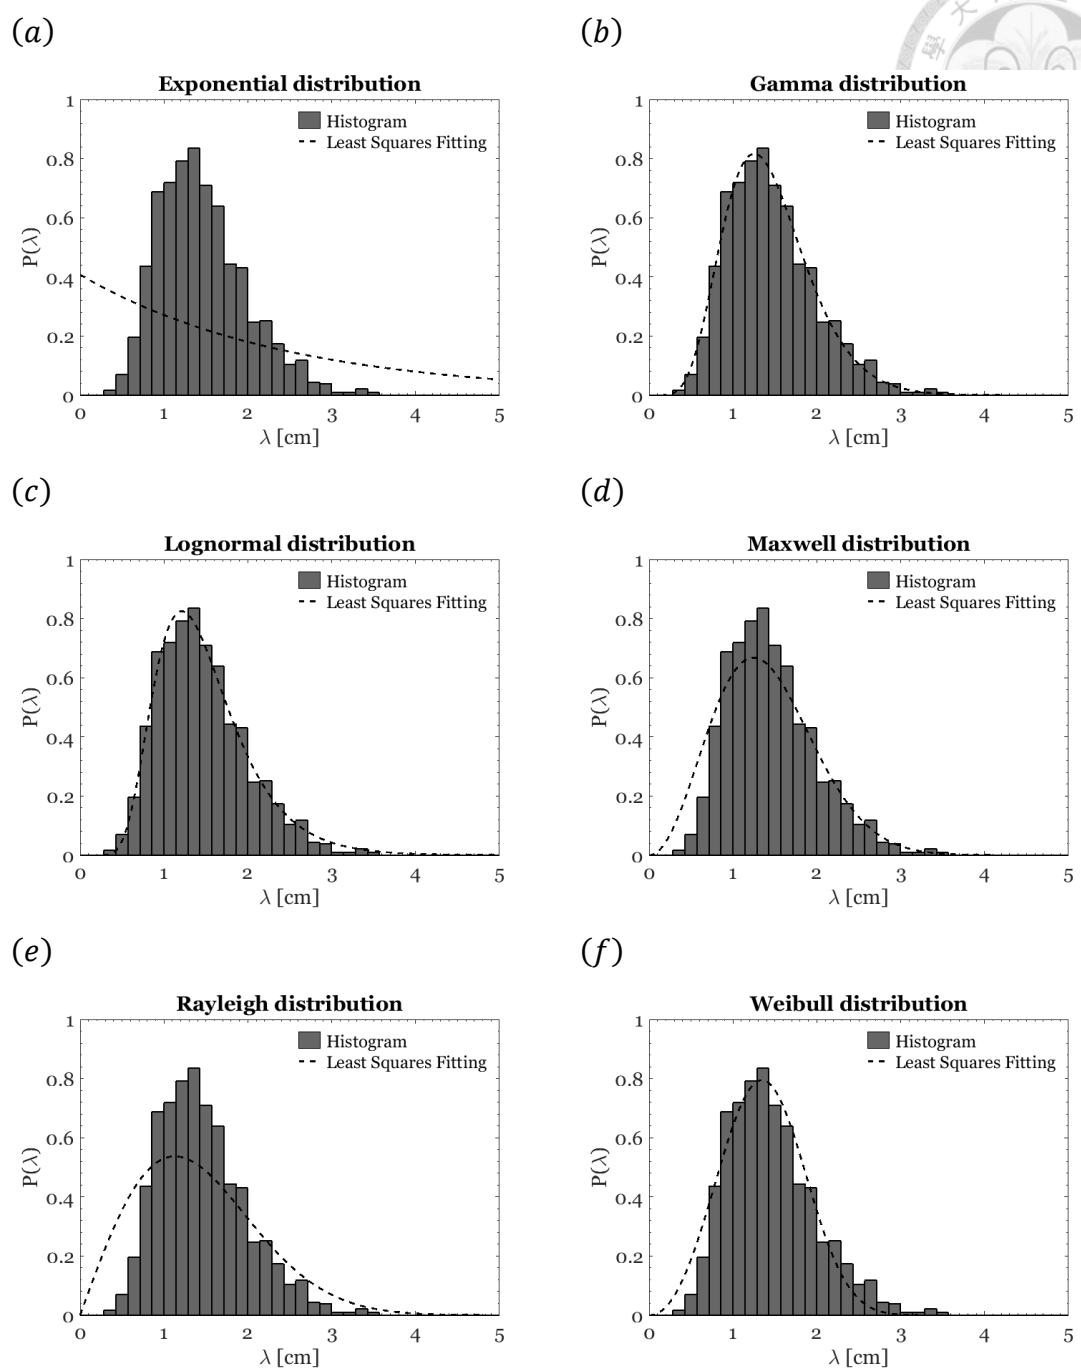 (a)
(b)
學 大
Exponential distribution
Histogram
Least Squares Fitting
P(λ)
1
0.8
0.6
0.4
0.2
0
0 1 2 3 4 5
λ [cm]
Gamma distribution
Histogram
Least Squares Fitting
P(λ)
1
0.8
0.6
0.4
0.2
0
0 1 2 3 4 5
λ [cm]
(c)
(d)
Lognormal distribution
Histogram
Least Squares Fitting
P(λ)
1
0.8
0.6
0.4
0.2
0
0 1 2 3 4 5
λ [cm]
Maxwell distribution
Histogram
Least Squares Fitting
P(λ)
1
0.8
0.6
0.4
0.2
0
0 1 2 3 4 5
λ [cm]
(e)
(f)
Rayleigh distribution
Histogram
Least Squares Fitting
P(λ)
1
0.8
0.6
0.4
0.2
0
0 1 2 3 4 5
λ [cm]
Weibull distribution
Histogram
Least Squares Fitting
P(λ)
1
0.8
0.6
0.4
0.2
0
0 1 2 3 4 5
λ [cm]